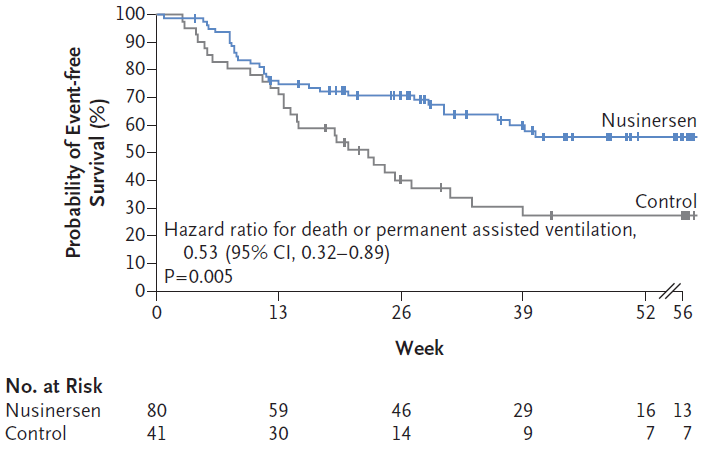 100
90
80
70
60
50
40
30
20
10
0
Probability of Event-free
Survival (%)
Nusinersen
Control
Hazard ratio for death or permanent assisted ventilation,
0.53 (95% CI, 0.32–0.89)
P=0.005
0 13 26 39 52 56
Week
No. at Risk
Nusinersen 80 59 46 29 16 13
Control 41 30 14 9 7 7